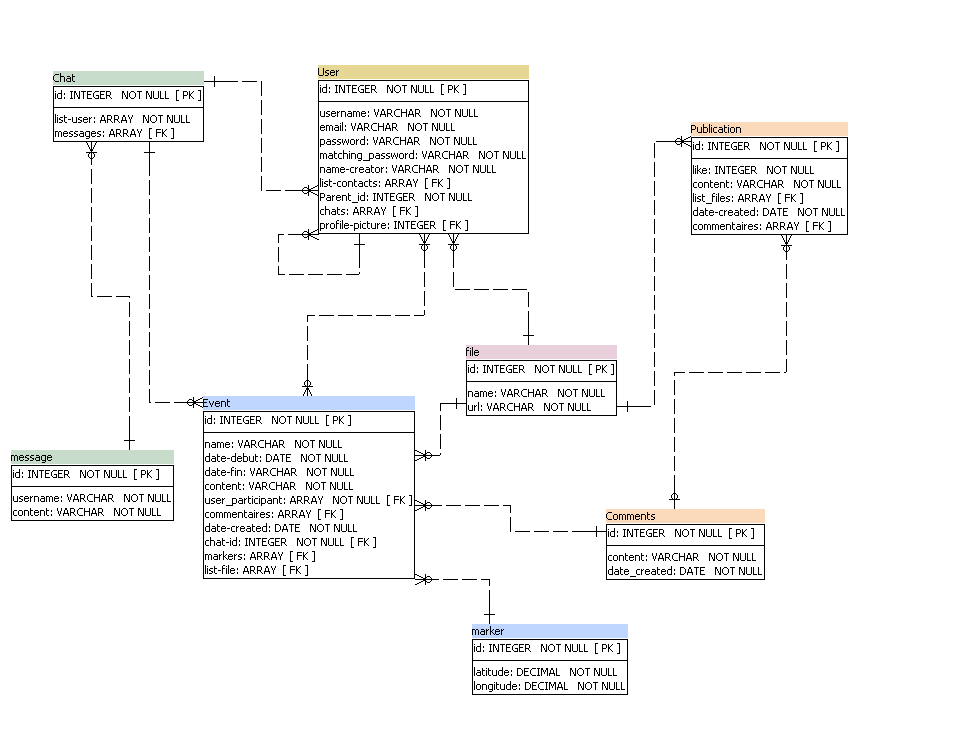 Chat
id: INTEGER NOT NULL [ PK ]
list-user: ARRAY NOT NULL
messages: ARRAY [ FK ]
User
id: INTEGER NOT NULL [ PK ]
username: VARCHAR NOT NULL
email: VARCHAR NOT NULL
password: VARCHAR NOT NULL
matching_password: VARCHAR NOT NULL
name-creator: VARCHAR NOT NULL
list-contacts: ARRAY [ FK ]
Parent_id: INTEGER NOT NULL
chats: ARRAY [ FK ]
profile-picture: INTEGER [ FK ]
Publication
id: INTEGER NOT NULL [ PK ]
like: INTEGER NOT NULL
content: VARCHAR NOT NULL
list_files: ARRAY [ FK ]
date-created: DATE NOT NULL
commentaires: ARRAY [ FK ]
file
id: INTEGER NOT NULL [ PK ]
name: VARCHAR NOT NULL
url: VARCHAR NOT NULL
Event
id: INTEGER NOT NULL [ PK ]
name: VARCHAR NOT NULL
date-debut: DATE NOT NULL
date-fin: VARCHAR NOT NULL
content: VARCHAR NOT NULL
user_participant: ARRAY NOT NULL [ FK ]
commentaires: ARRAY [ FK ]
date-created: DATE NOT NULL
chat-id: INTEGER NOT NULL [ FK ]
markers: ARRAY [ FK ]
list-file: ARRAY [ FK ]
message
id: INTEGER NOT NULL [ PK ]
username: VARCHAR NOT NULL
content: VARCHAR NOT NULL
Comments
id: INTEGER NOT NULL [ PK ]
content: VARCHAR NOT NULL
date_created: DATE NOT NULL
marker
id: INTEGER NOT NULL [ PK ]
latitude: DECIMAL NOT NULL
longitude: DECIMAL NOT NULL